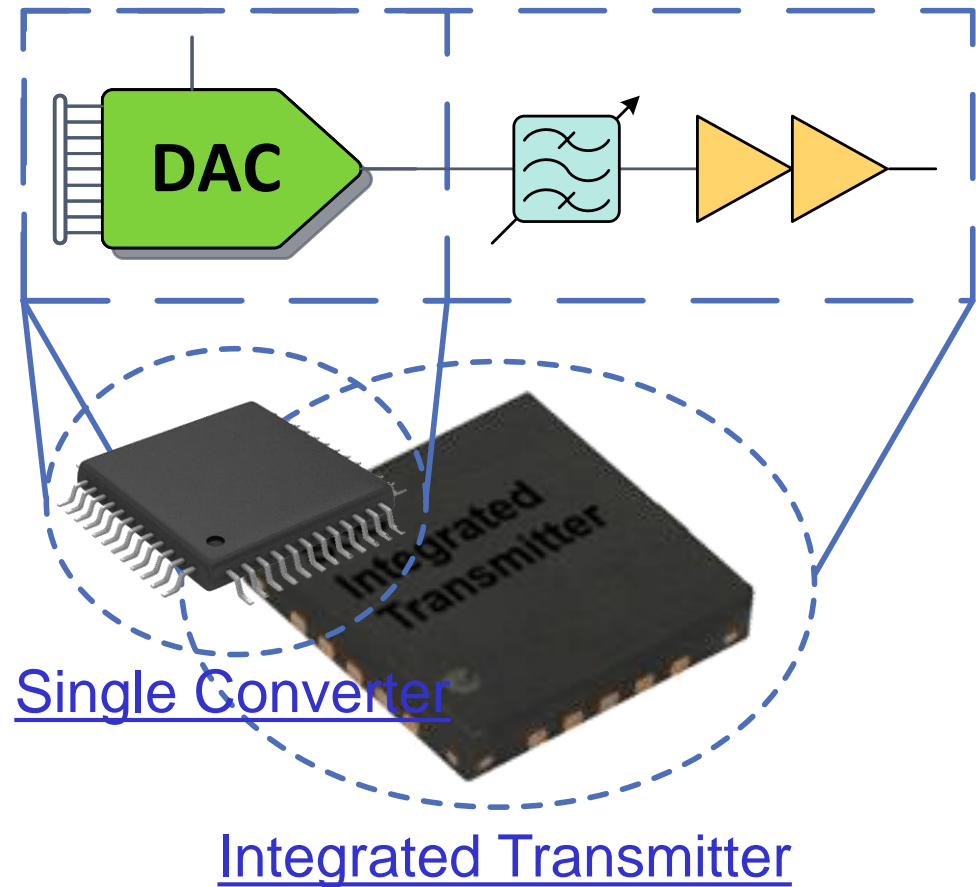 DAC
Integrated
Transmitter
Single Converter
Integrated Transmitter